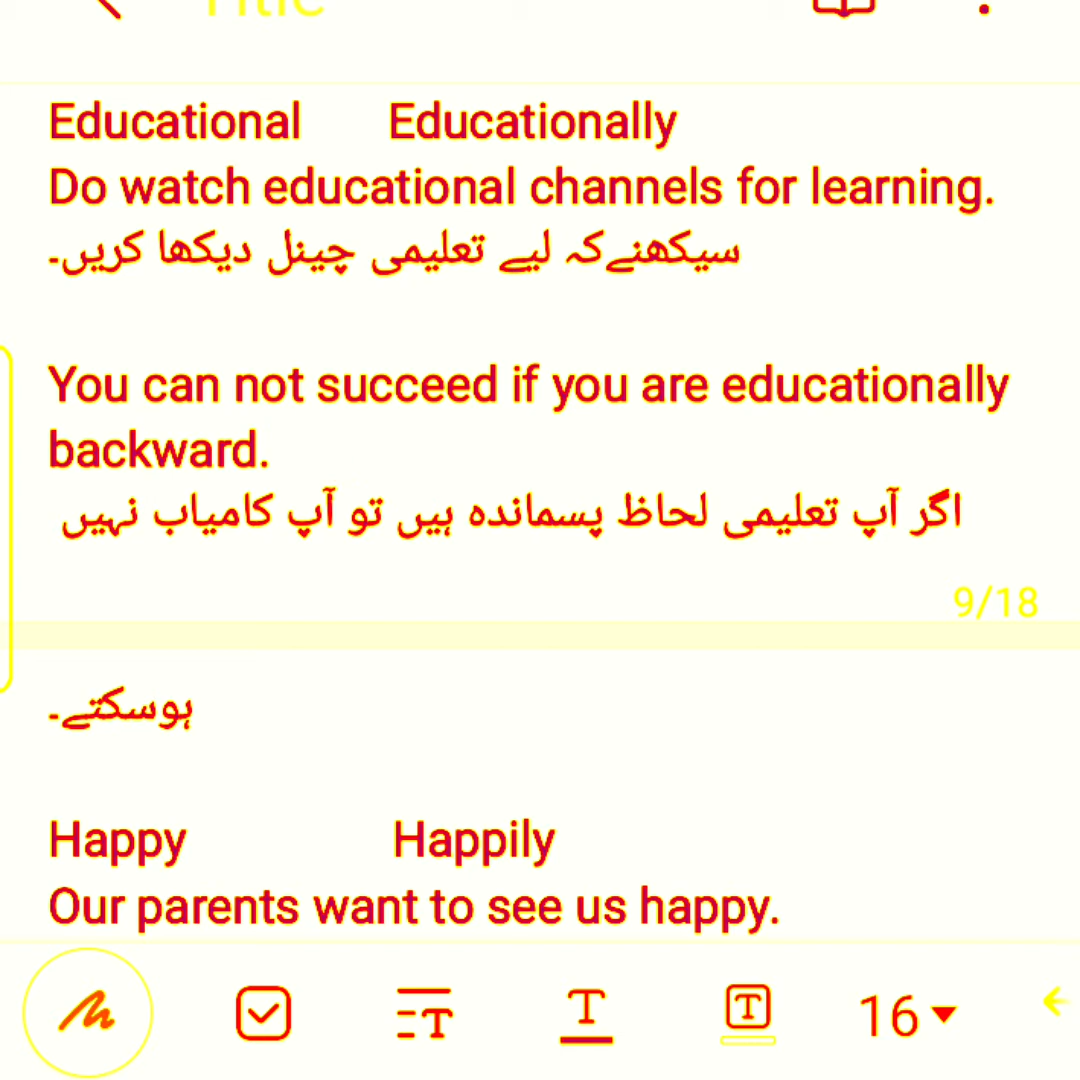 Title
Educational Educationally
Do watch educational channels for learning.
سیکھنےکہ لیے تعلیمی چینل دیکھا کریں۔
You can not succeed if you are educationally
backward.
اگر آپ تعلیمی لحاظ پسماندہ ہیں تو آپ کامیاب نہیں
9/18
ہوسکتے۔
Happy Happily
Our parents want to see us happy.
T T T 16